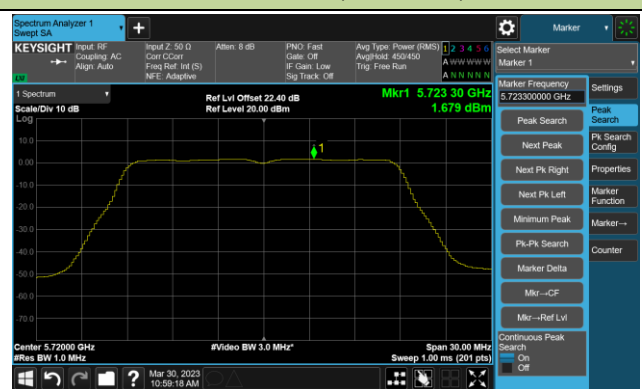 Spectrum Analyzer 1
Swept SA
Marker
KEYSIGHT
Input: RF
Coupling: AC
Align: Auto
Input Z: 50 Ω
Corr CCorr
Freq Ref: Int (S)
NFE: Adaptive
Atten: 8 dB
PNO: Fast
Gate: Off
IF Gain: Low
Sig Track: Off
Avg Type: Power (RMS)
Avg|Hold: 450/450
Trig: Free Run
1 2 3 4 5 6
A W W W W W
A N N N N N
LU
Select Marker
Marker 1
1 Spectrum
Scale/Div 10 dB
Log
Ref Lvl Offset 22.40 dB
Ref Level 20.00 dBm
Mkr1 5.723 30 GHz
1.679 dBm
10.0
0.00
-10.0
-20.0
-30.0
-40.0
-50.0
-60.0
-70.0
1
Center 5.72000 GHz
#Res BW 1.0 MHz
#Video BW 3.0 MHz*
Span 30.00 MHz
Sweep 1.00 ms (201 pts)
Marker Frequency
5.723300000 GHz
Peak Search
Next Peak
Next Pk Right
Next Pk Left
Minimum Peak
Pk-Pk Search
Marker Delta
Mkr→CF
Mkr→Ref Lvl
Continuous Peak
Search
On
Off
Settings
Peak
Search
Pk Search
Config
Properties
Marker
Function
Marker→
Counter
Mar 30, 2023
10:59:18 AM